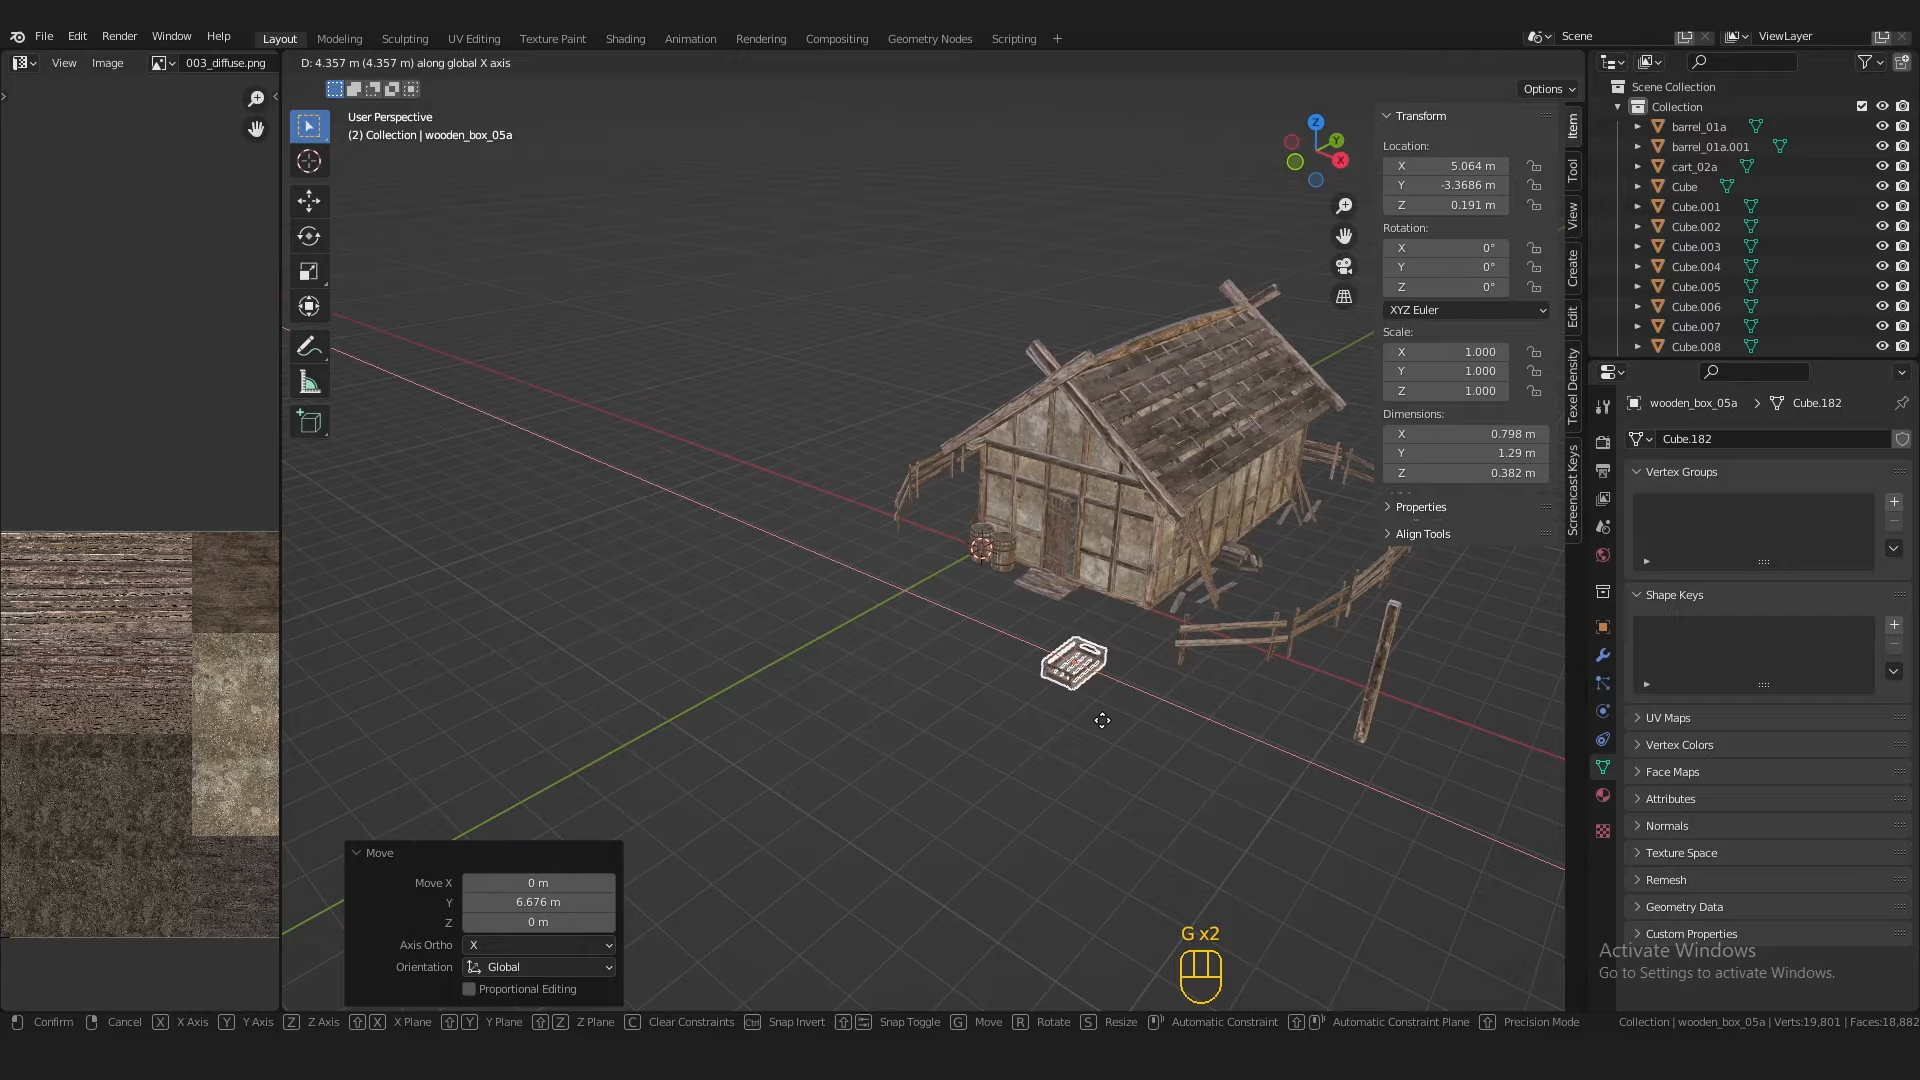 File Edit Render Window Help
Layout Modeling Sculpting UV Editing Texture Paint Shading Animation Rendering Compositing Geometry Nodes Scripting +
Scene
ViewLayer
View Image 003_diffuse.png
D: 4.357 m (4.357 m) along global X axis
Options
User Perspective
(2) Collection | wooden_box_05a
Z
Y
X
Transform
Location:
X 5.064 m
Y -3.3686 m
Z 0.191 m
Rotation:
X 0°
Y 0°
Z 0°
XYZ Euler
Scale:
X 1.000
Y 1.000
Z 1.000
Dimensions:
X 0.798 m
Y 1.29 m
Z 0.382 m
Properties
Align Tools
Item
Tool
View
Create
Edit
Texel Density
Screencast Keys
Scene Collection
Collection
barrel_01a
barrel_01a.001
cart_02a
Cube
Cube.001
Cube.002
Cube.003
Cube.004
Cube.005
Cube.006
Cube.007
Cube.008
wooden_box_05a > Cube.182
Cube.182
Vertex Groups
Shape Keys
UV Maps
Vertex Colors
Face Maps
Attributes
Normals
Texture Space
Remesh
Geometry Data
Custom Properties
Activate Windows
Go to Settings to activate Windows.
Move
Move X 0 m
Y 6.676 m
Z 0 m
Axis Ortho X
Orientation Global
Proportional Editing
G x2
Confirm Cancel X X Axis Y Y Axis Z Z Axis X X Plane Y Y Plane Z Z Plane C Clear Constraints Ctrl Snap Invert Snap Toggle G Move R Rotate S Resize Automatic Constraint Automatic Constraint Plane Precision Mode
Collection | wooden_box_05a | Verts:19,801 | Faces:18,882